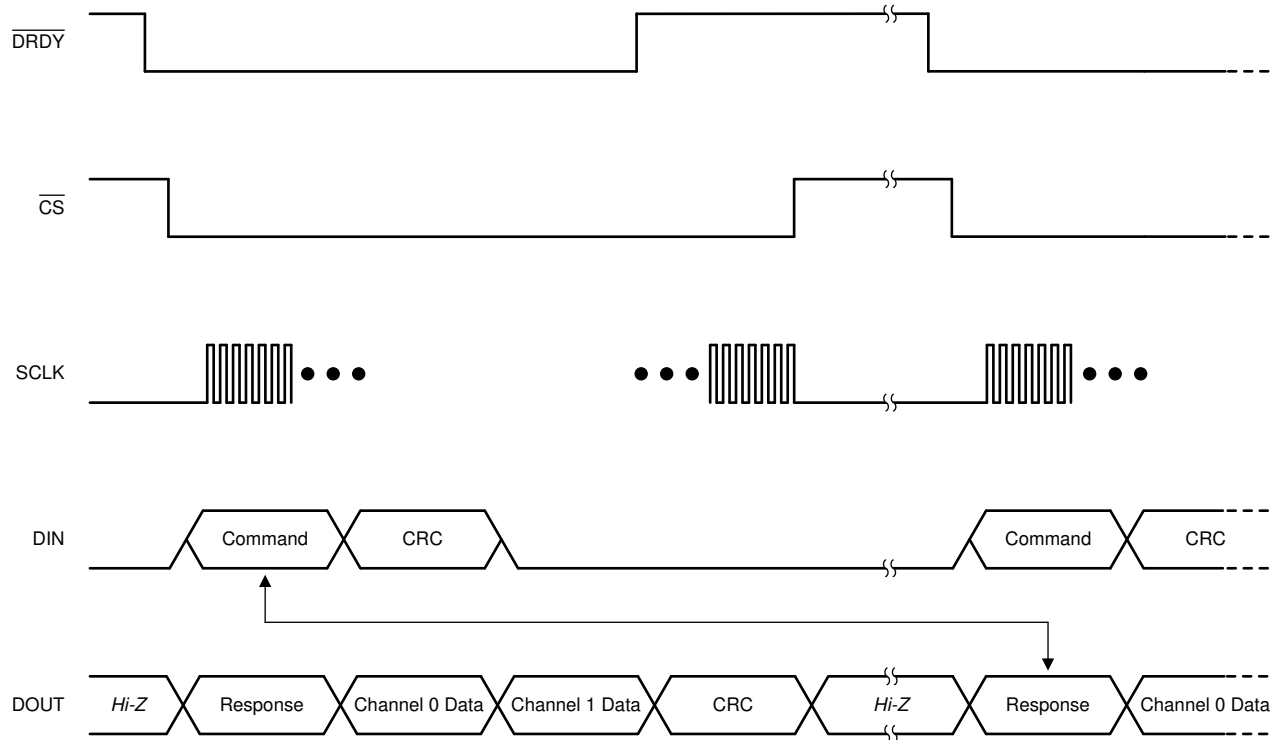 DRDY
CS
SCLK
DIN
Command
CRC
Command
CRC
DOUT
Hi-Z
Response
Channel 0 Data
Channel 1 Data
CRC
Hi-Z
Response
Channel 0 Data